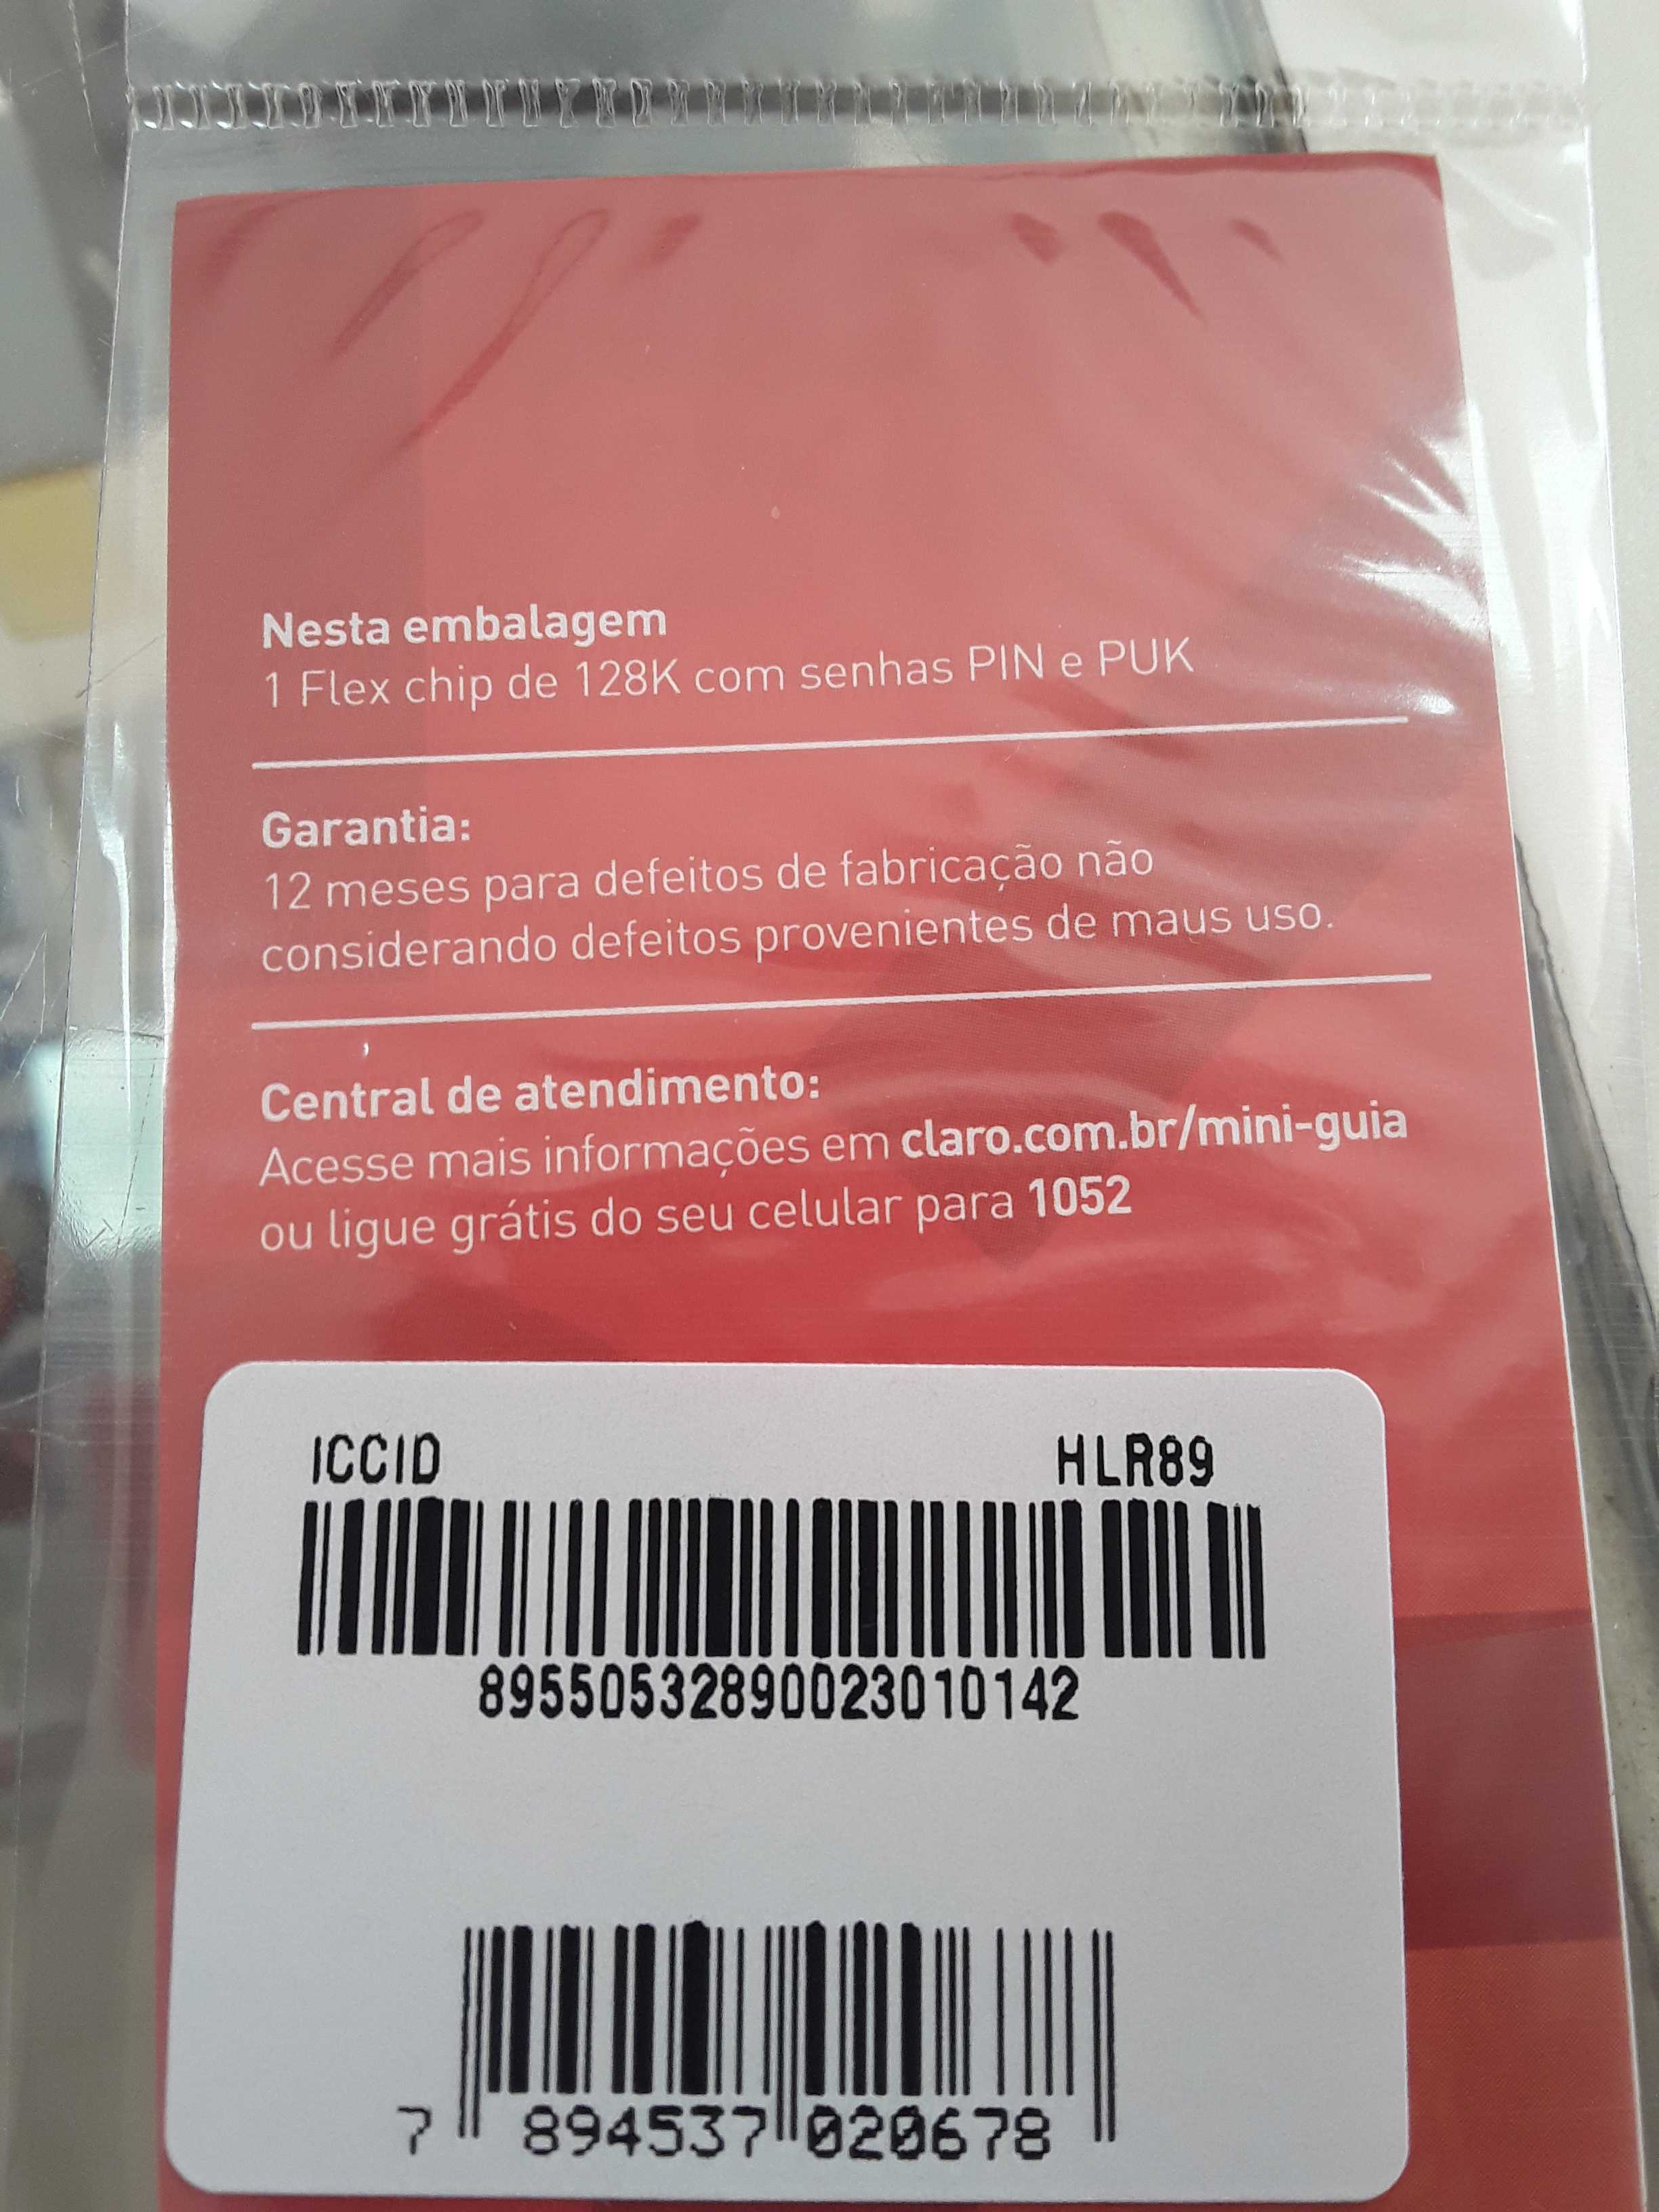 Nesta embalagem
1 Flex chip de 128K com senhas PIN e PUK
Garantia:
12 meses para defeitos de fabricação não
considerando defeitos provenientes de maus uso.
Central de atendimento:
Acesse mais informações em claro.com.br/mini-guia
ou ligue grátis do seu celular para 1052
ICCID HLR89
89550532890023010142
7 894537 020678